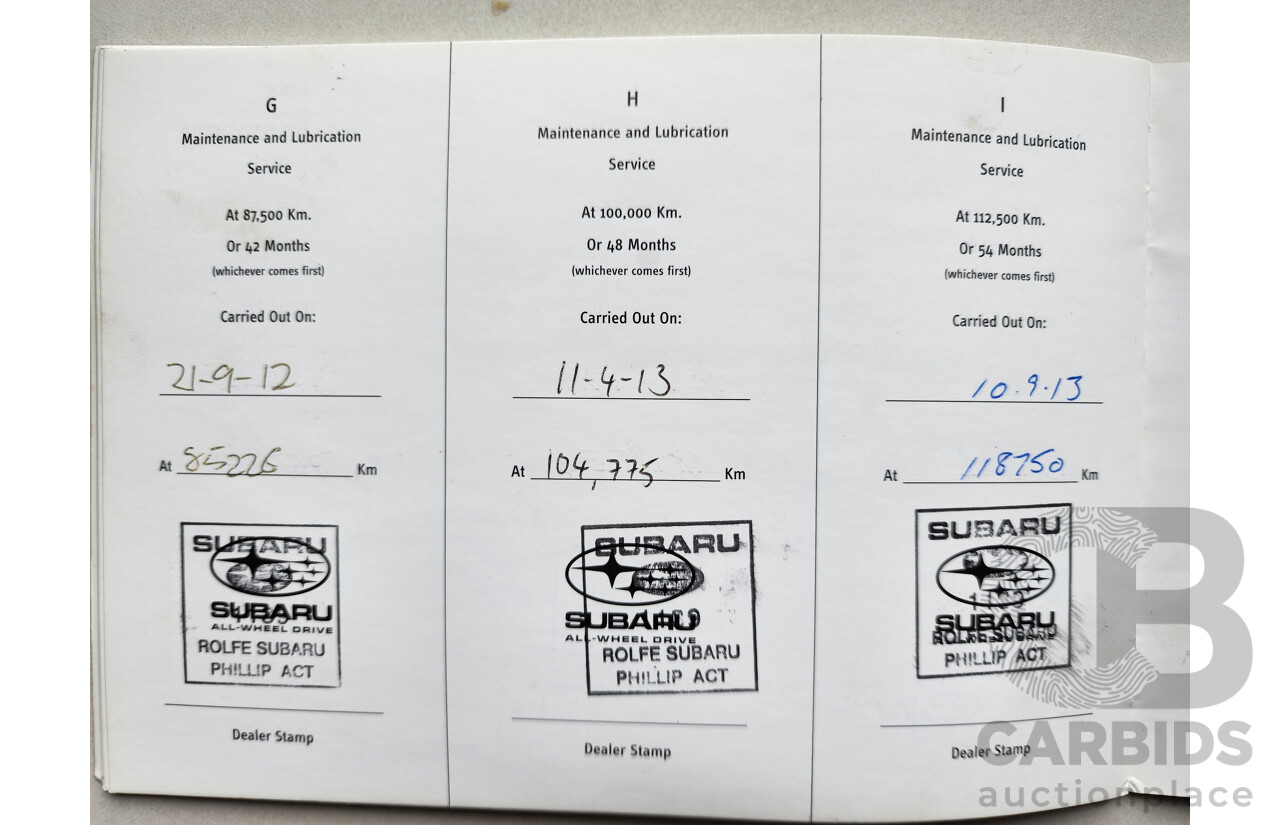 G
Maintenance and Lubrication
Service
At 87,500 Km.
Or 42 Months
(whichever comes first)
Carried Out On:
21-9-12
At 85226 Km
SUBARU
SUBARU
ALL-WHEEL DRIVE
ROLFE SUBARU
PHILLIP ACT
Dealer Stamp
H
Maintenance and Lubrication
Service
At 100,000 Km.
Or 48 Months
(whichever comes first)
Carried Out On:
11-4-13
At 104,775 Km
SUBARU
SUBARU
ALL-WHEEL DRIVE
ROLFE SUBARU
PHILLIP ACT
Dealer Stamp
I
Maintenance and Lubrication
Service
At 112,500 Km.
Or 54 Months
(whichever comes first)
Carried Out On:
10.9.13
At 118750 Km
SUBARU
SUBARU
ROLFE SUBARU
PHILLIP ACT
Dealer Stamp
CARBIDS
auctionplace